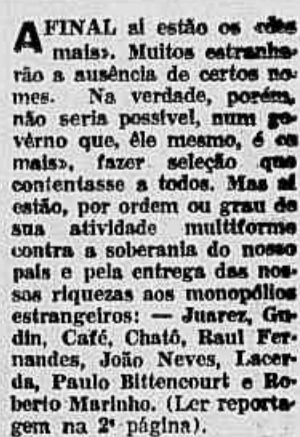 AFINAL aí estão os «dez
mais». Muitos estranha-
rão a ausência de certos no-
mes. Na verdade, porém,
não seria possível, num go-
vêrno que, êle mesmo, é «s
mais», fazer seleção que
contentasse a todos. Mas aí
estão, por ordem ou grau de
sua atividade multiforme
contra a soberania do nosso
país e pela entrega das nos-
sas riquezas aos monopólios
estrangeiros: — Juarez, Gu-
din, Café, Chatô, Raul Fer-
nandes, João Neves, Lacer-
da, Paulo Bittencourt e Ro-
berto Marinho. (Ler reporta-
gem na 2ª página).